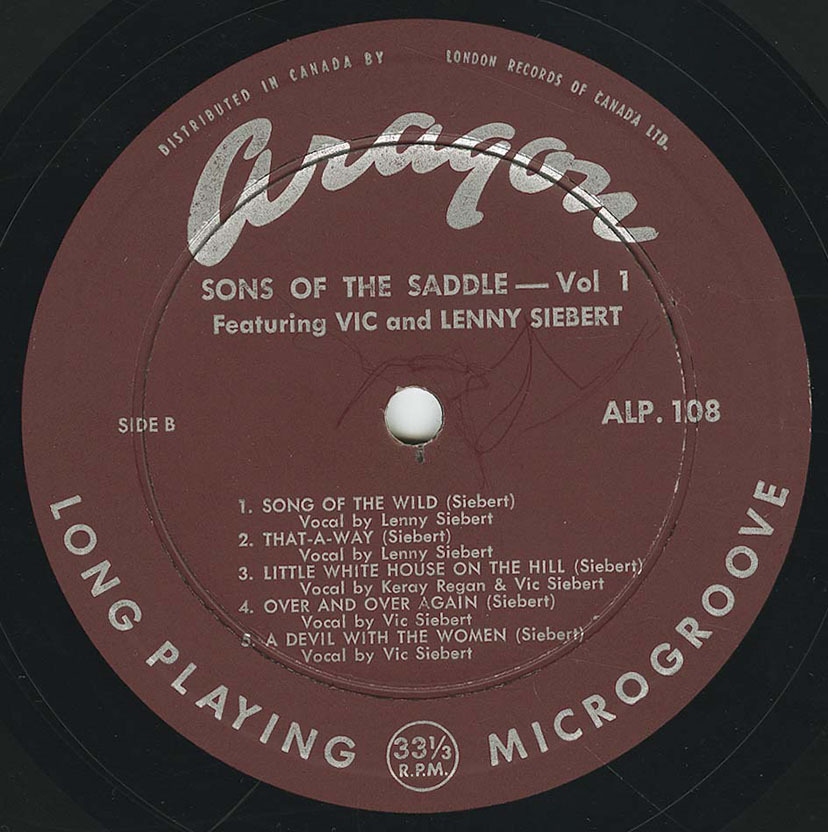 DISTRIBUTED IN CANADA BY LONDON RECORDS OF CANADA LTD.
aragon
SONS OF THE SADDLE — Vol 1
Featuring VIC and LENNY SIEBERT
SIDE B
ALP. 108
1. SONG OF THE WILD (Siebert)
Vocal by Lenny Siebert
2. THAT-A-WAY (Siebert)
Vocal by Lenny Siebert
3. LITTLE WHITE HOUSE ON THE HILL (Siebert)
Vocal by Keray Regan & Vic Siebert
4. OVER AND OVER AGAIN (Siebert)
Vocal by Vic Siebert
5. A DEVIL WITH THE WOMEN (Siebert)
Vocal by Vic Siebert
LONG PLAYING MICROGROOVE
33⅓
R.P.M.